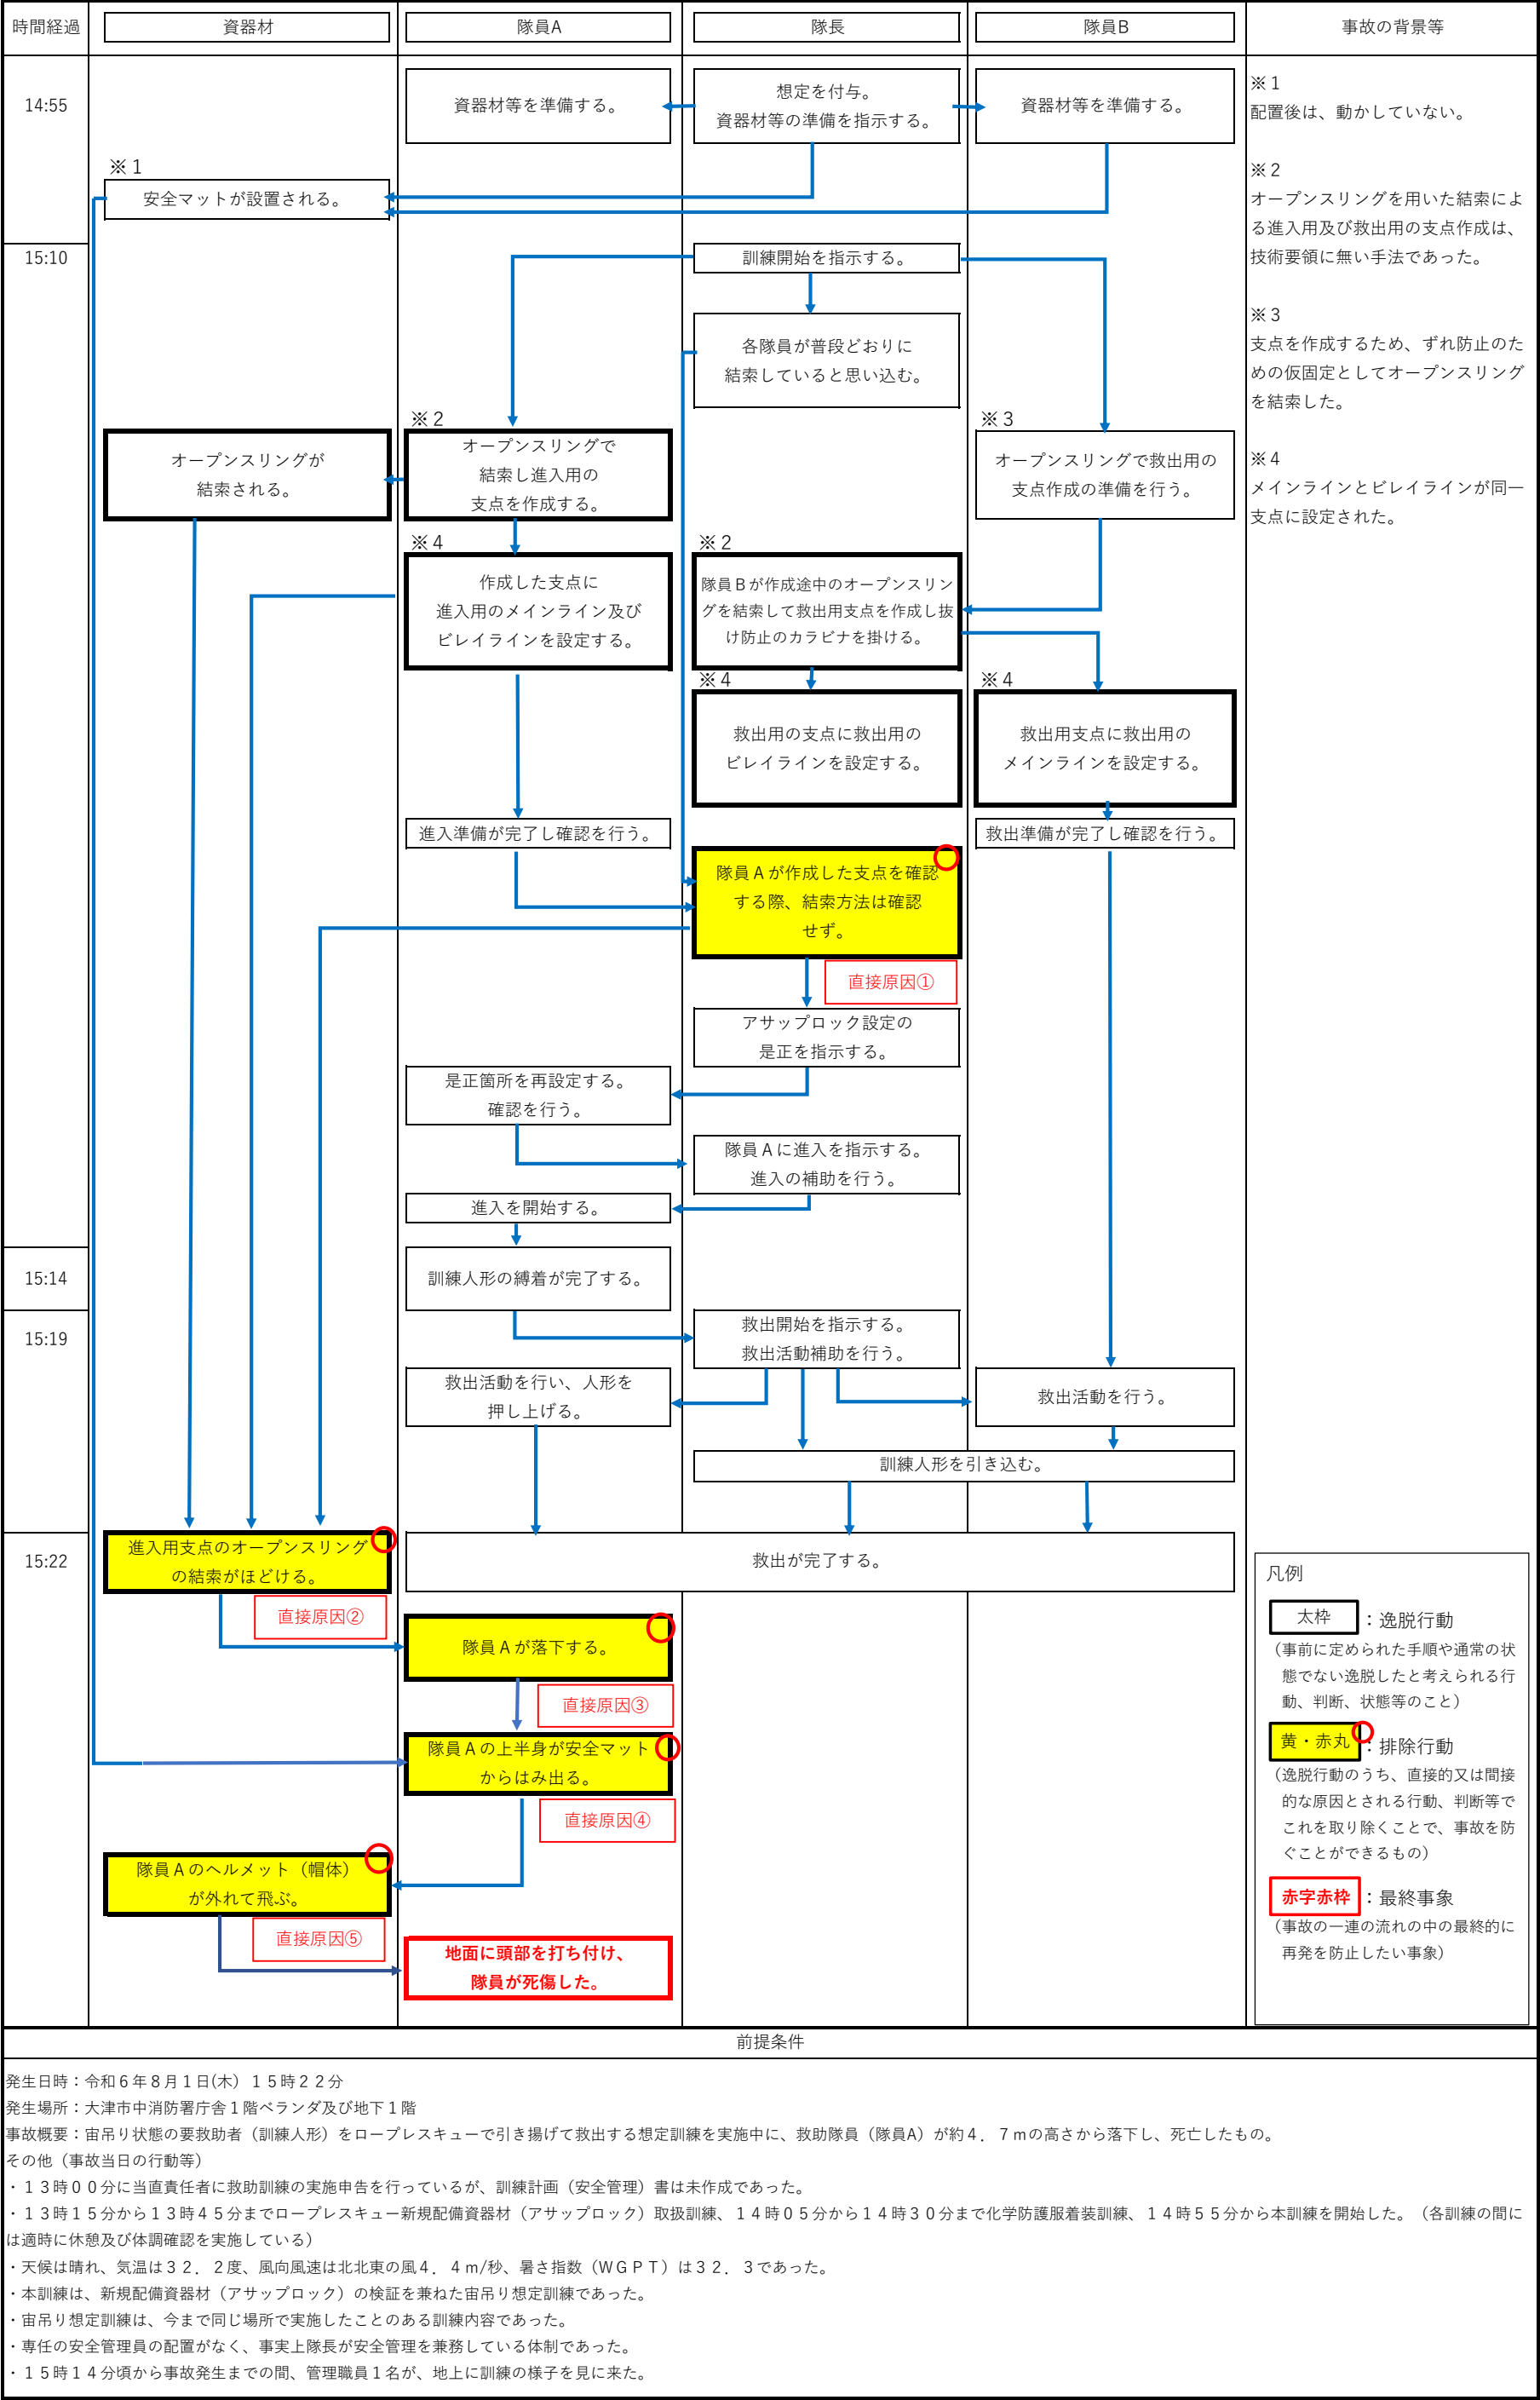 時間経過
資器材
隊員A
隊長
隊員B
事故の背景等
14:55
資器材等を準備する。
想定を付与。
資器材等の準備を指示する。
資器材等を準備する。
※１
配置後は、動かしていない。
※２
オープンスリングを用いた結索によ
る進入用及び救出用の支点作成は、
技術要領に無い手法であった。
※３
支点を作成するため、ずれ防止のた
めの仮固定としてオープンスリング
を結索した。
※４
メインラインとビレイラインが同一
支点に設定された。
※１
安全マットが設置される。
15:10
訓練開始を指示する。
各隊員が普段どおりに
結索していると思い込む。
オープンスリングが
結索される。
※２
オープンスリングで
結索し進入用の
支点を作成する。
※３
オープンスリングで救出用の
支点作成の準備を行う。
※４
作成した支点に
進入用のメインライン及び
ビレイラインを設定する。
※２
隊員Ｂが作成途中のオープンスリン
グを結索して救出用支点を作成し抜
け防止のカラビナを掛ける。
※４
救出用の支点に救出用の
ビレイラインを設定する。
※４
救出用支点に救出用の
メインラインを設定する。
進入準備が完了し確認を行う。
救出準備が完了し確認を行う。
隊員Ａが作成した支点を確認
する際、結索方法は確認
せず。
直接原因①
アサップロック設定の
是正を指示する。
是正箇所を再設定する。
確認を行う。
隊員Ａに進入を指示する。
進入の補助を行う。
進入を開始する。
15:14
訓練人形の縛着が完了する。
15:19
救出開始を指示する。
救出活動補助を行う。
救出活動を行い、人形を
押し上げる。
救出活動を行う。
訓練人形を引き込む。
15:22
進入用支点のオープンスリング
の結索がほどける。
救出が完了する。
直接原因②
隊員Ａが落下する。
直接原因③
隊員Ａの上半身が安全マット
からはみ出る。
直接原因④
隊員Ａのヘルメット（帽体）
が外れて飛ぶ。
直接原因⑤
地面に頭部を打ち付け、
隊員が死傷した。
凡例
太枠：逸脱行動
（事前に定められた手順や通常の状
態でない逸脱したと考えられる行
動、判断、状態等のこと）
黄・赤丸：排除行動
（逸脱行動のうち、直接的又は間接
的な原因とされる行動、判断等で
これを取り除くことで、事故を防
ぐことができるもの）
赤字赤枠：最終事象
（事故の一連の流れの中の最終的に
再発を防止したい事象）
前提条件
発生日時：令和６年８月１日(木) １５時２２分
発生場所：大津市中消防署庁舎１階ベランダ及び地下１階
事故概要：宙吊り状態の要救助者（訓練人形）をロープレスキューで引き揚げて救出する想定訓練を実施中に、救助隊員（隊員A）が約４．７ｍの高さから落下し、死亡したもの。
その他（事故当日の行動等）
・１３時００分に当直責任者に救助訓練の実施申告を行っているが、訓練計画（安全管理）書は未作成であった。
・１３時１５分から１３時４５分までロープレスキュー新規配備資器材（アサップロック）取扱訓練、１４時０５分から１４時３０分まで化学防護服着装訓練、１４時５５分から本訓練を開始した。（各訓練の間に
は適時に休憩及び体調確認を実施している）
・天候は晴れ、気温は３２．２度、風向風速は北北東の風４．４ｍ/秒、暑さ指数（ＷＧＰＴ）は３２．３であった。
・本訓練は、新規配備資器材（アサップロック）の検証を兼ねた宙吊り想定訓練であった。
・宙吊り想定訓練は、今まで同じ場所で実施したことのある訓練内容であった。
・専任の安全管理員の配置がなく、事実上隊長が安全管理を兼務している体制であった。
・１５時１４分頃から事故発生までの間、管理職員１名が、地上に訓練の様子を見に来た。